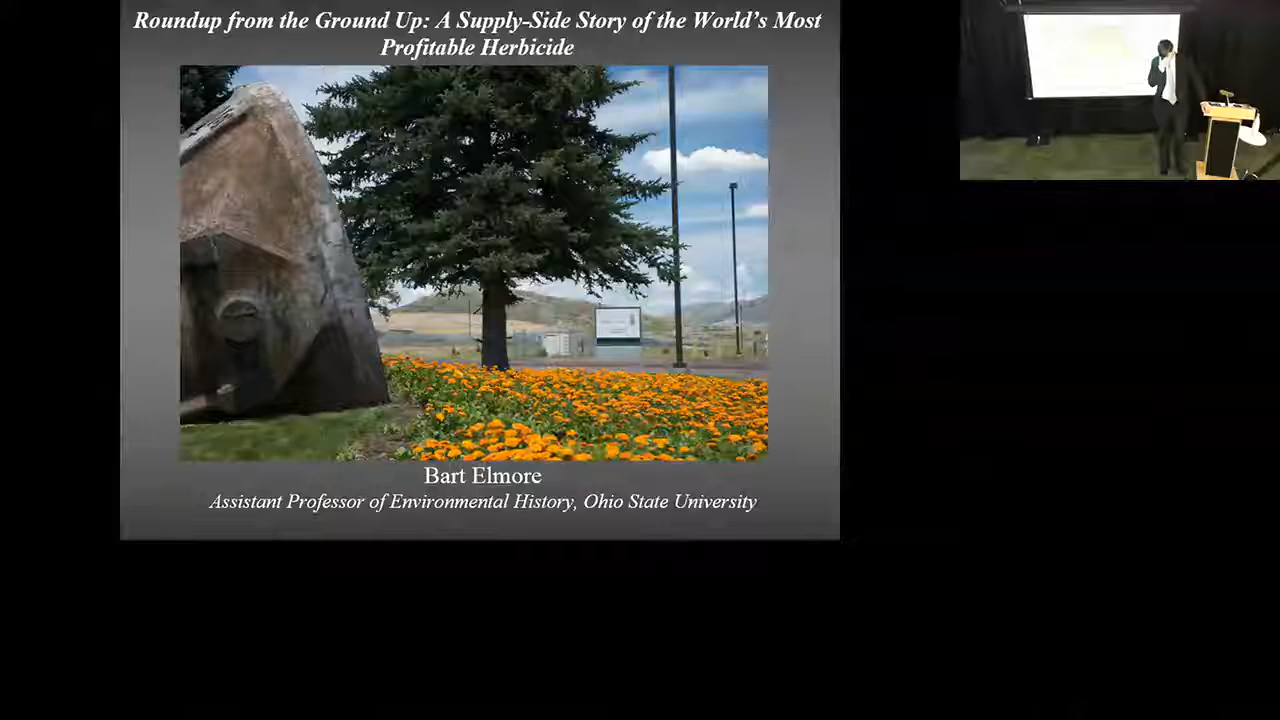 Roundup from the Ground Up: A Supply-Side Story of the World's Most
Profitable Herbicide
Bart Elmore
Assistant Professor of Environmental History, Ohio State University